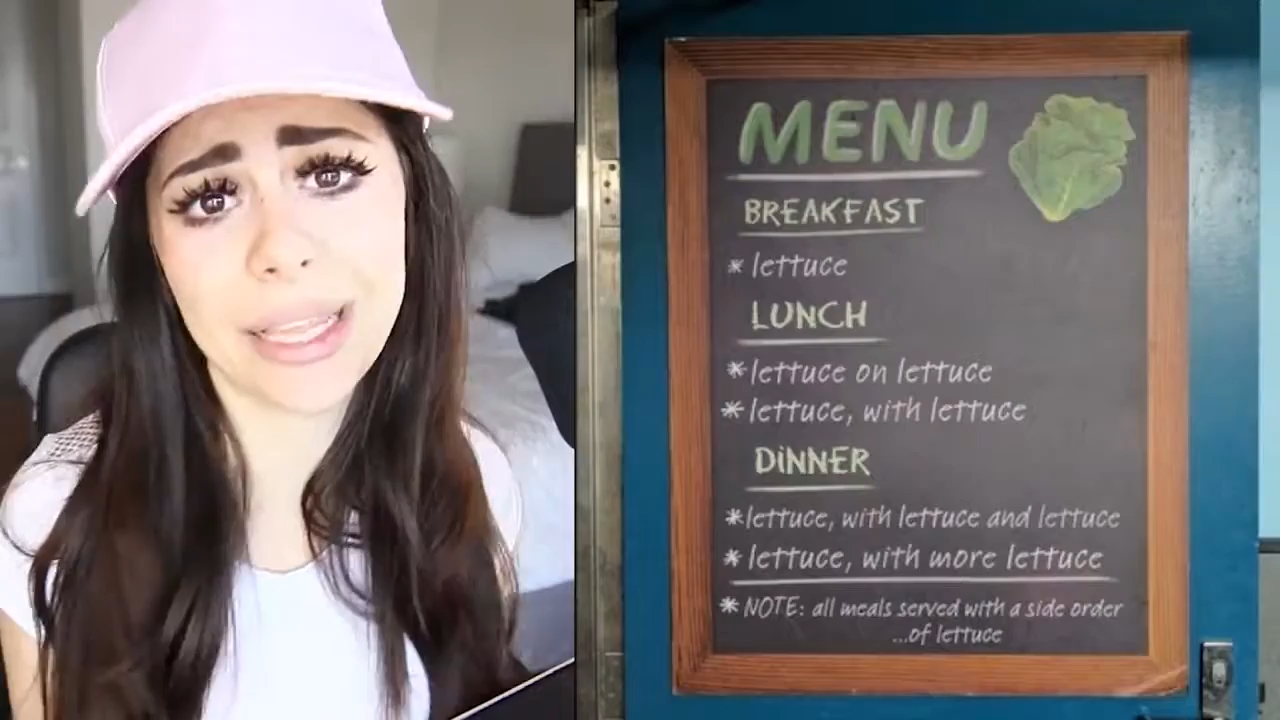 MENU
BREAKFAST
* lettuce
LUNCH
* lettuce on lettuce
* lettuce, with lettuce
DINNER
* lettuce, with lettuce and lettuce
* lettuce, with more lettuce
* NOTE: all meals served with a side order
...of lettuce